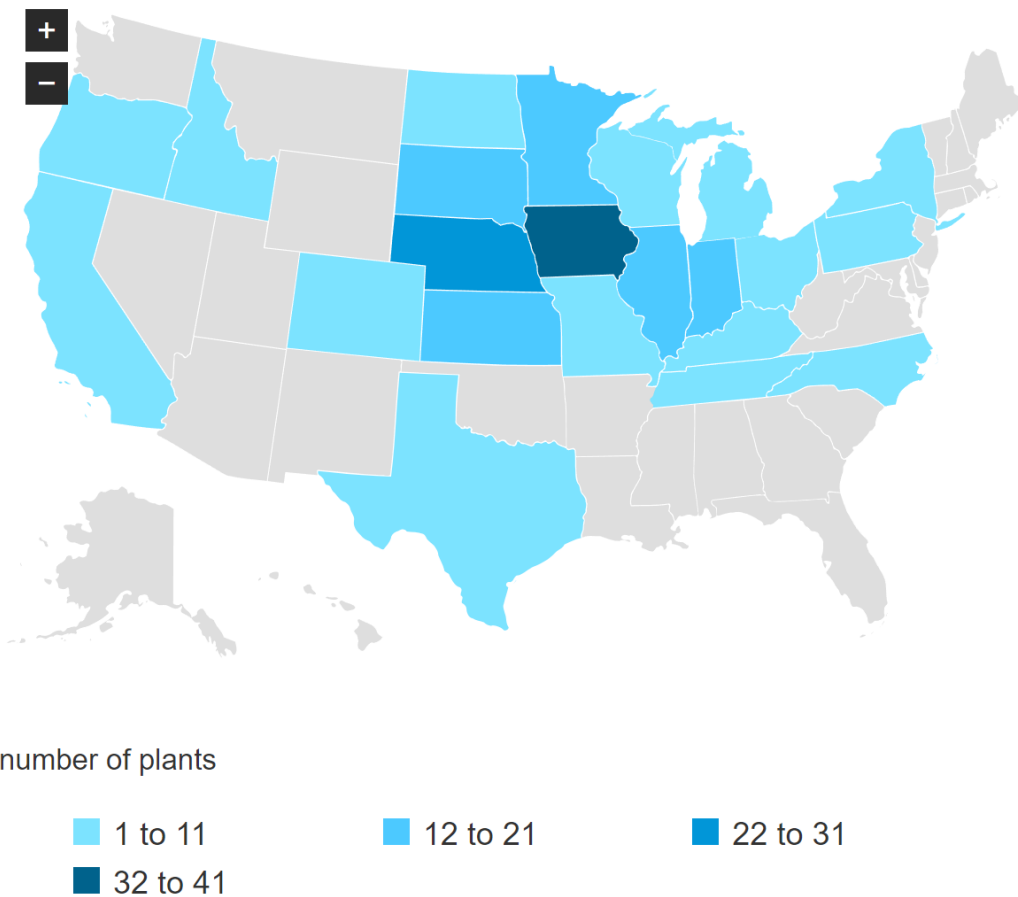 +
−
number of plants
1 to 11 12 to 21 22 to 31
32 to 41